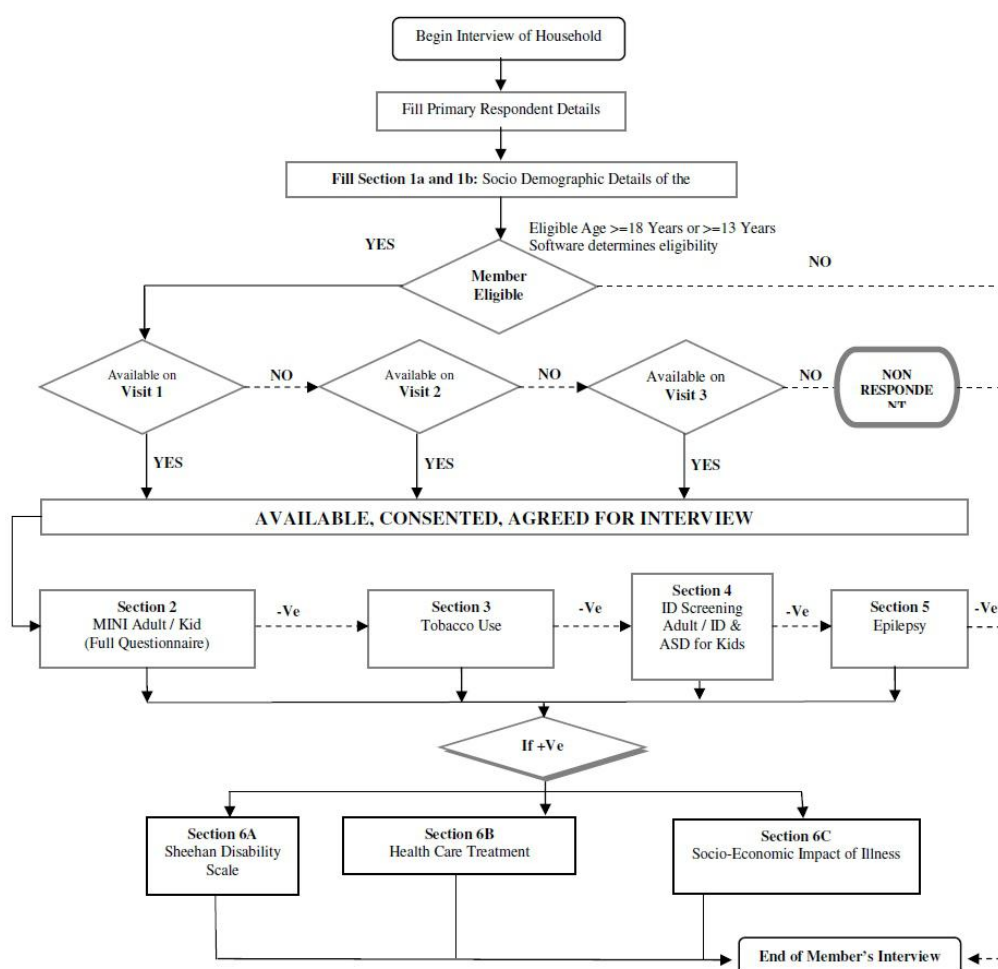 Begin Interview of Household
Fill Primary Respondent Details
Fill Section 1a and 1b: Socio Demographic Details of the
Eligible Age >=18 Years or >=13 Years
Software determines eligibility
YES
NO
Member
Eligible
Available on
Visit 1
NO
Available on
Visit 2
NO
Available on
Visit 3
NO
NON
RESPONDE
NT
YES
YES
YES
AVAILABLE, CONSENTED, AGREED FOR INTERVIEW
Section 2
MINI Adult / Kid
(Full Questionnaire)
-Ve
Section 3
Tobacco Use
-Ve
Section 4
ID Screening
Adult / ID &
ASD for Kids
-Ve
Section 5
Epilepsy
-Ve
If +Ve
Section 6A
Sheehan Disability
Scale
Section 6B
Health Care Treatment
Section 6C
Socio-Economic Impact of Illness
End of Member's Interview